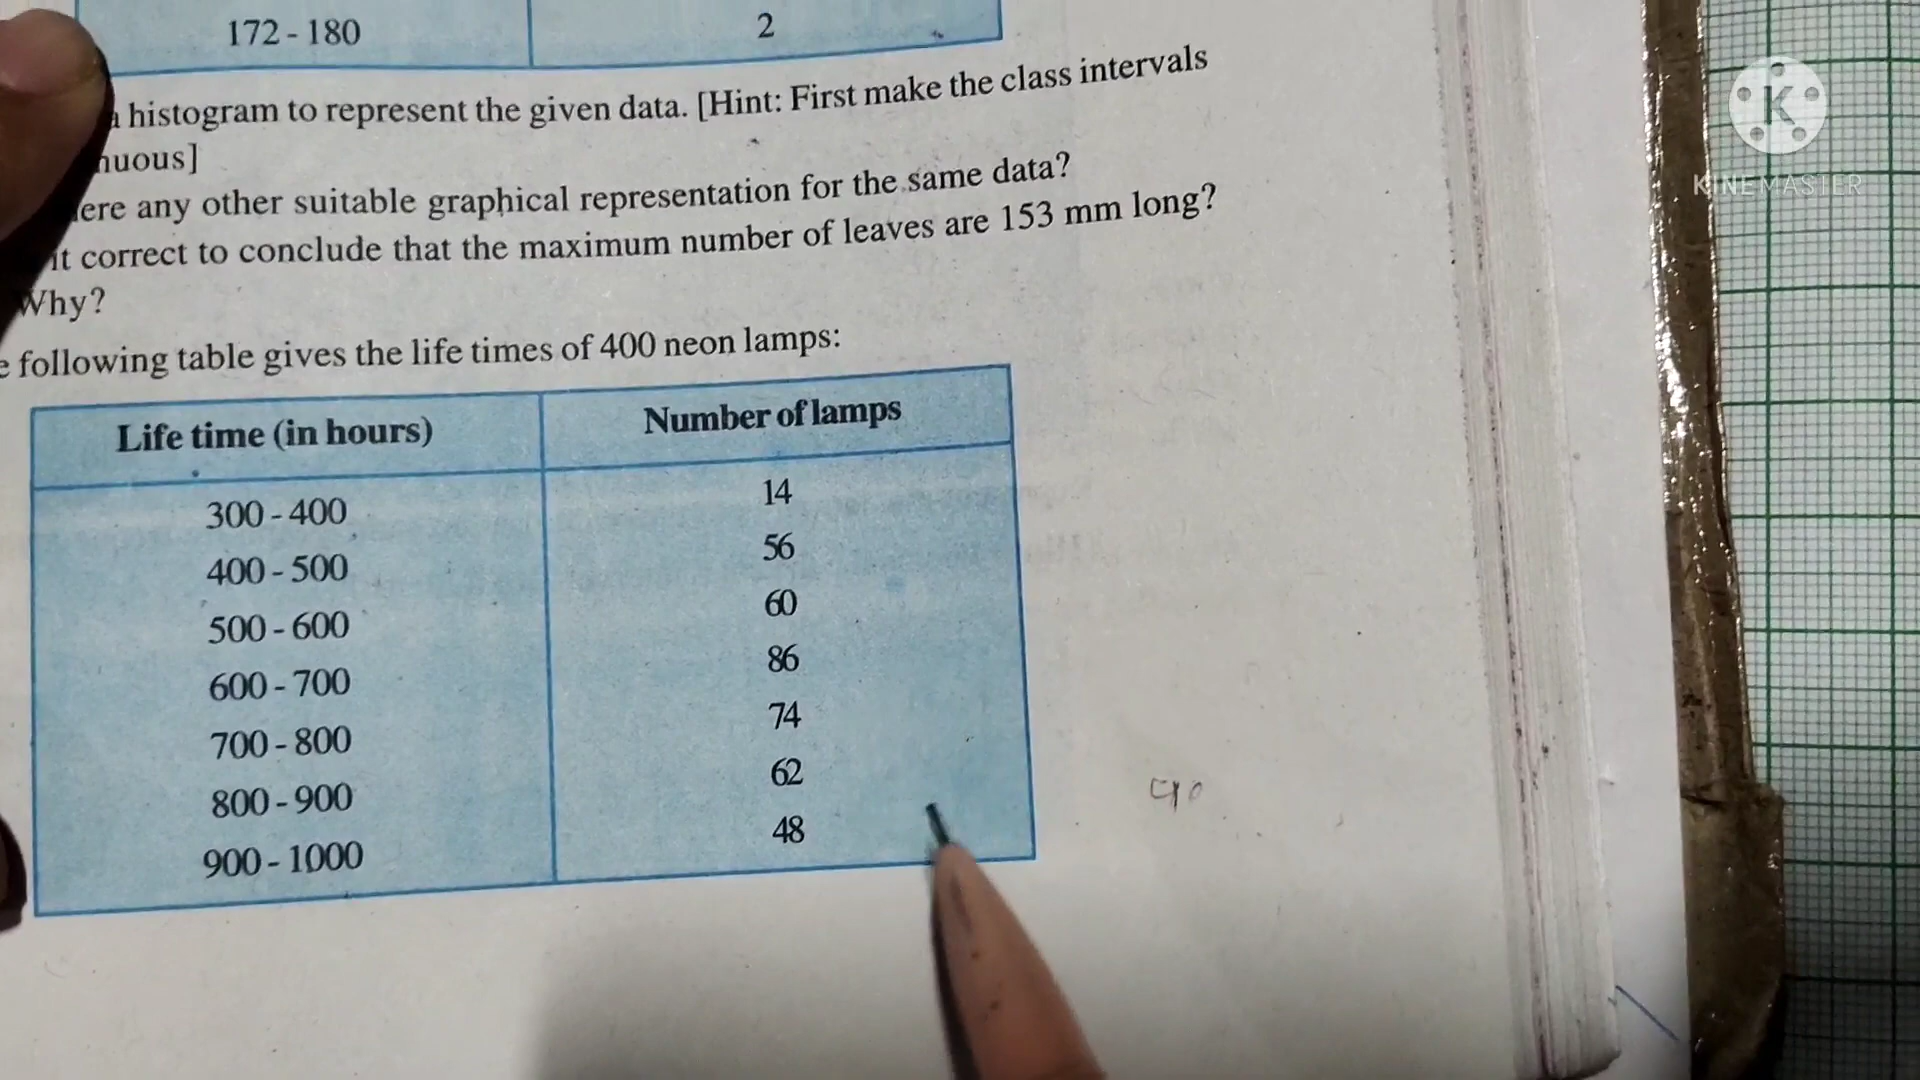 172 - 180 2
histogram to represent the given data. [Hint: First make the class intervals
nuous]
ere any other suitable graphical representation for the same data?
it correct to conclude that the maximum number of leaves are 153 mm long?
Why?
e following table gives the life times of 400 neon lamps:
Life time (in hours) Number of lamps
300 - 400 14
400 - 500 56
500 - 600 60
600 - 700 86
700 - 800 74
800 - 900 62
900 - 1000 48
K
KINEMASTER